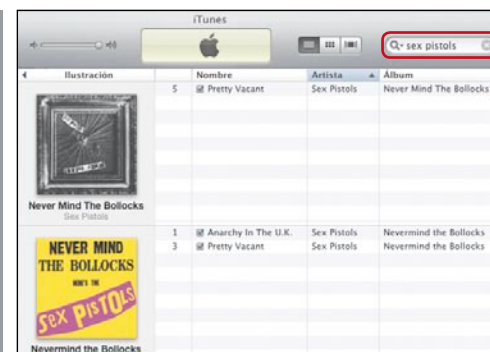 iTunes
sex pistols
Ilustración Nombre Artista Álbum
5 Pretty Vacant Sex Pistols Never Mind The Bollocks
Never Mind The Bollocks
Sex Pistols
1 Anarchy In The U.K. Sex Pistols Nevermind the Bollocks
3 Pretty Vacant Sex Pistols Nevermind the Bollocks
NEVER MIND
THE BOLLOCKS
HERE'S THE
Sex PISTOLS
Nevermind the Bollocks